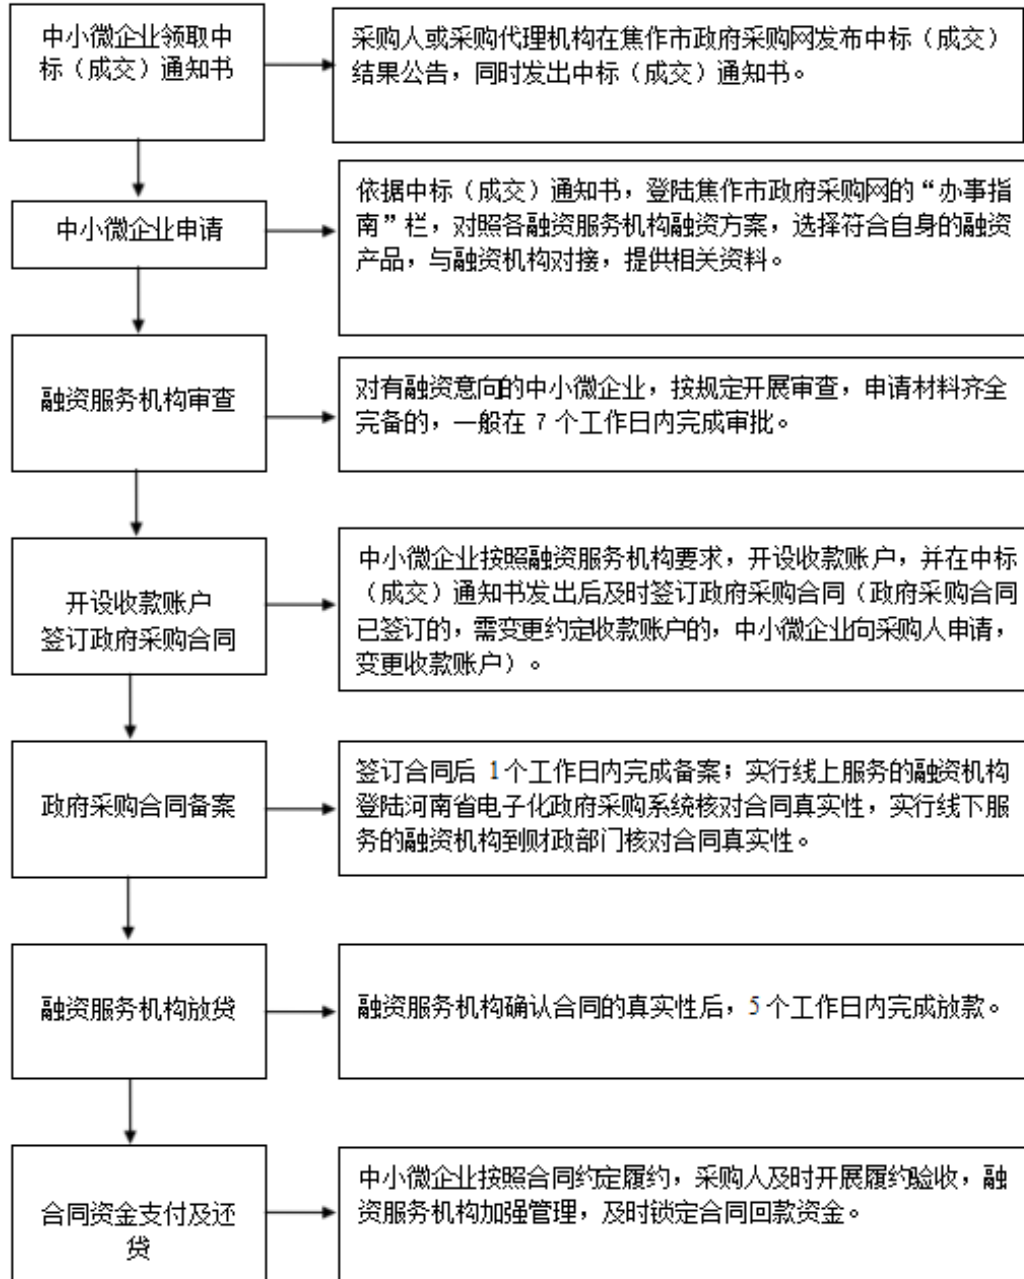 中小微企业领取中
标（成交）通知书
采购人或采购代理机构在焦作市政府采购网发布中标（成交）
结果公告，同时发出中标（成交）通知书。
中小微企业申请
依据中标（成交）通知书，登陆焦作市政府采购网的“办事指
南”栏，对照各融资服务机构融资方案，选择符合自身的融资
产品，与融资机构对接，提供相关资料。
融资服务机构审查
对有融资意向的中小微企业，按规定开展审查，申请材料齐全
完备的，一般在 7 个工作日内完成审批。
开设收款账户
签订政府采购合同
中小微企业按照融资服务机构要求，开设收款账户，并在中标
（成交）通知书发出后及时签订政府采购合同（政府采购合同
已签订的，需变更约定收款账户的，中小微企业向采购人申请，
变更收款账户）。
政府采购合同备案
签订合同后 1个工作日内完成备案；实行线上服务的融资机构
登陆河南省电子化政府采购系统核对合同真实性，实行线下服
务的融资机构到财政部门核对合同真实性。
融资服务机构放贷
融资服务机构确认合同的真实性后，5 个工作日内完成放款。
合同资金支付及还
贷
中小微企业按照合同约定履约，采购人及时开展履约验收，融
资服务机构加强管理，及时锁定合同回款资金。